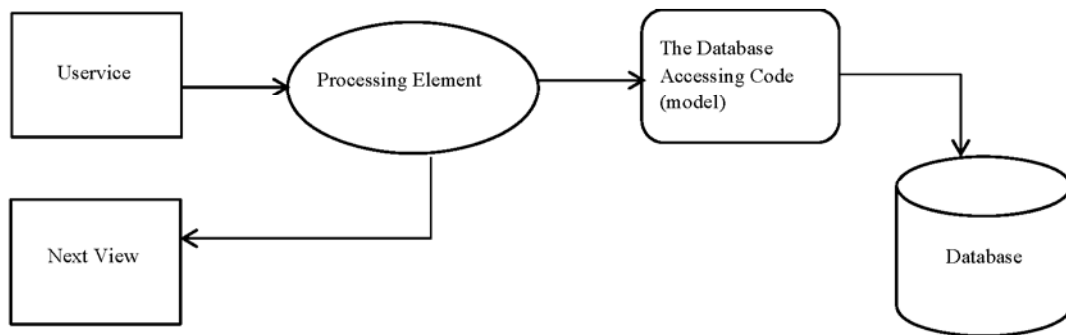 Uservice
Processing Element
The Database
Accessing Code
(model)
Next View
Database